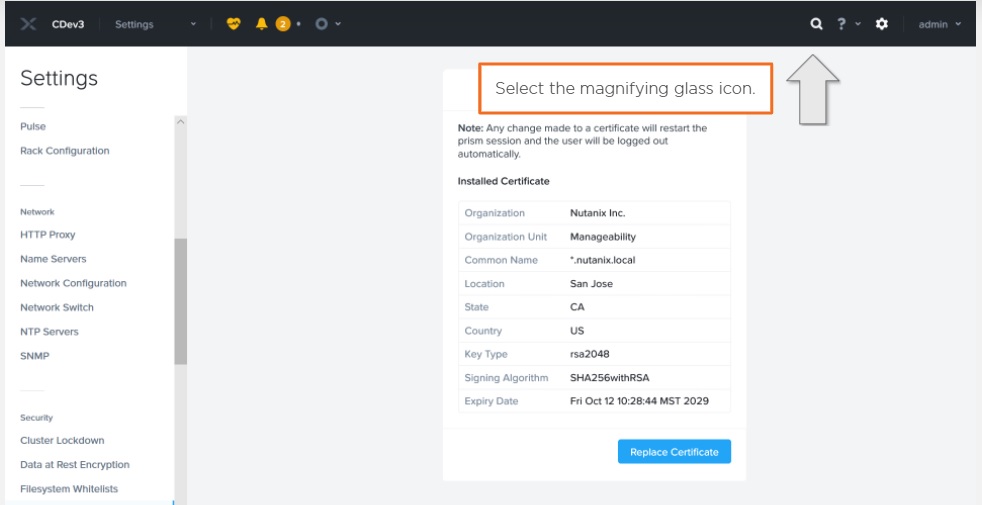 CDev3 Settings 2 ? admin
Settings
Pulse
Rack Configuration
Network
HTTP Proxy
Name Servers
Network Configuration
Network Switch
NTP Servers
SNMP
Security
Cluster Lockdown
Data at Rest Encryption
Filesystem Whitelists
Select the magnifying glass icon.
Note: Any change made to a certificate will restart the
prism session and the user will be logged out
automatically.
Installed Certificate
Organization Nutanix Inc.
Organization Unit Manageability
Common Name *.nutanix.local
Location San Jose
State CA
Country US
Key Type rsa2048
Signing Algorithm SHA256withRSA
Expiry Date Fri Oct 12 10:28:44 MST 2029
Replace Certificate